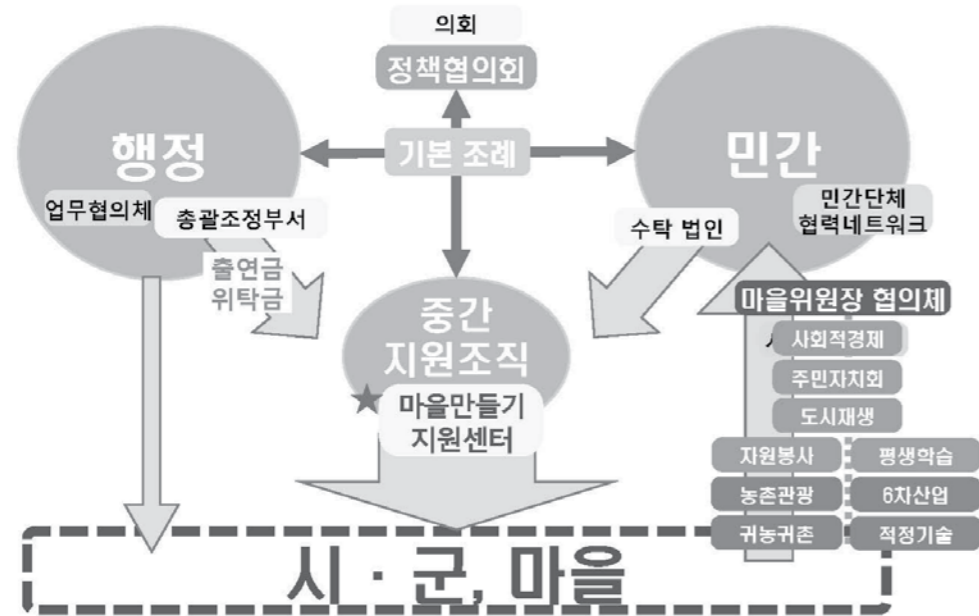 의회
정책협의회
행정
기본 조례
민간
업무협의체
총괄조정부서
수탁 법인
민간단체
협력네트워크
출연금
위탁금
중간
지원조직
마을위원장 협의체
사회적경제
주민자치회
도시재생
마을만들기
지원센터
자원봉사
평생학습
농촌관광
6차산업
귀농귀촌
적정기술
시 · 군, 마을